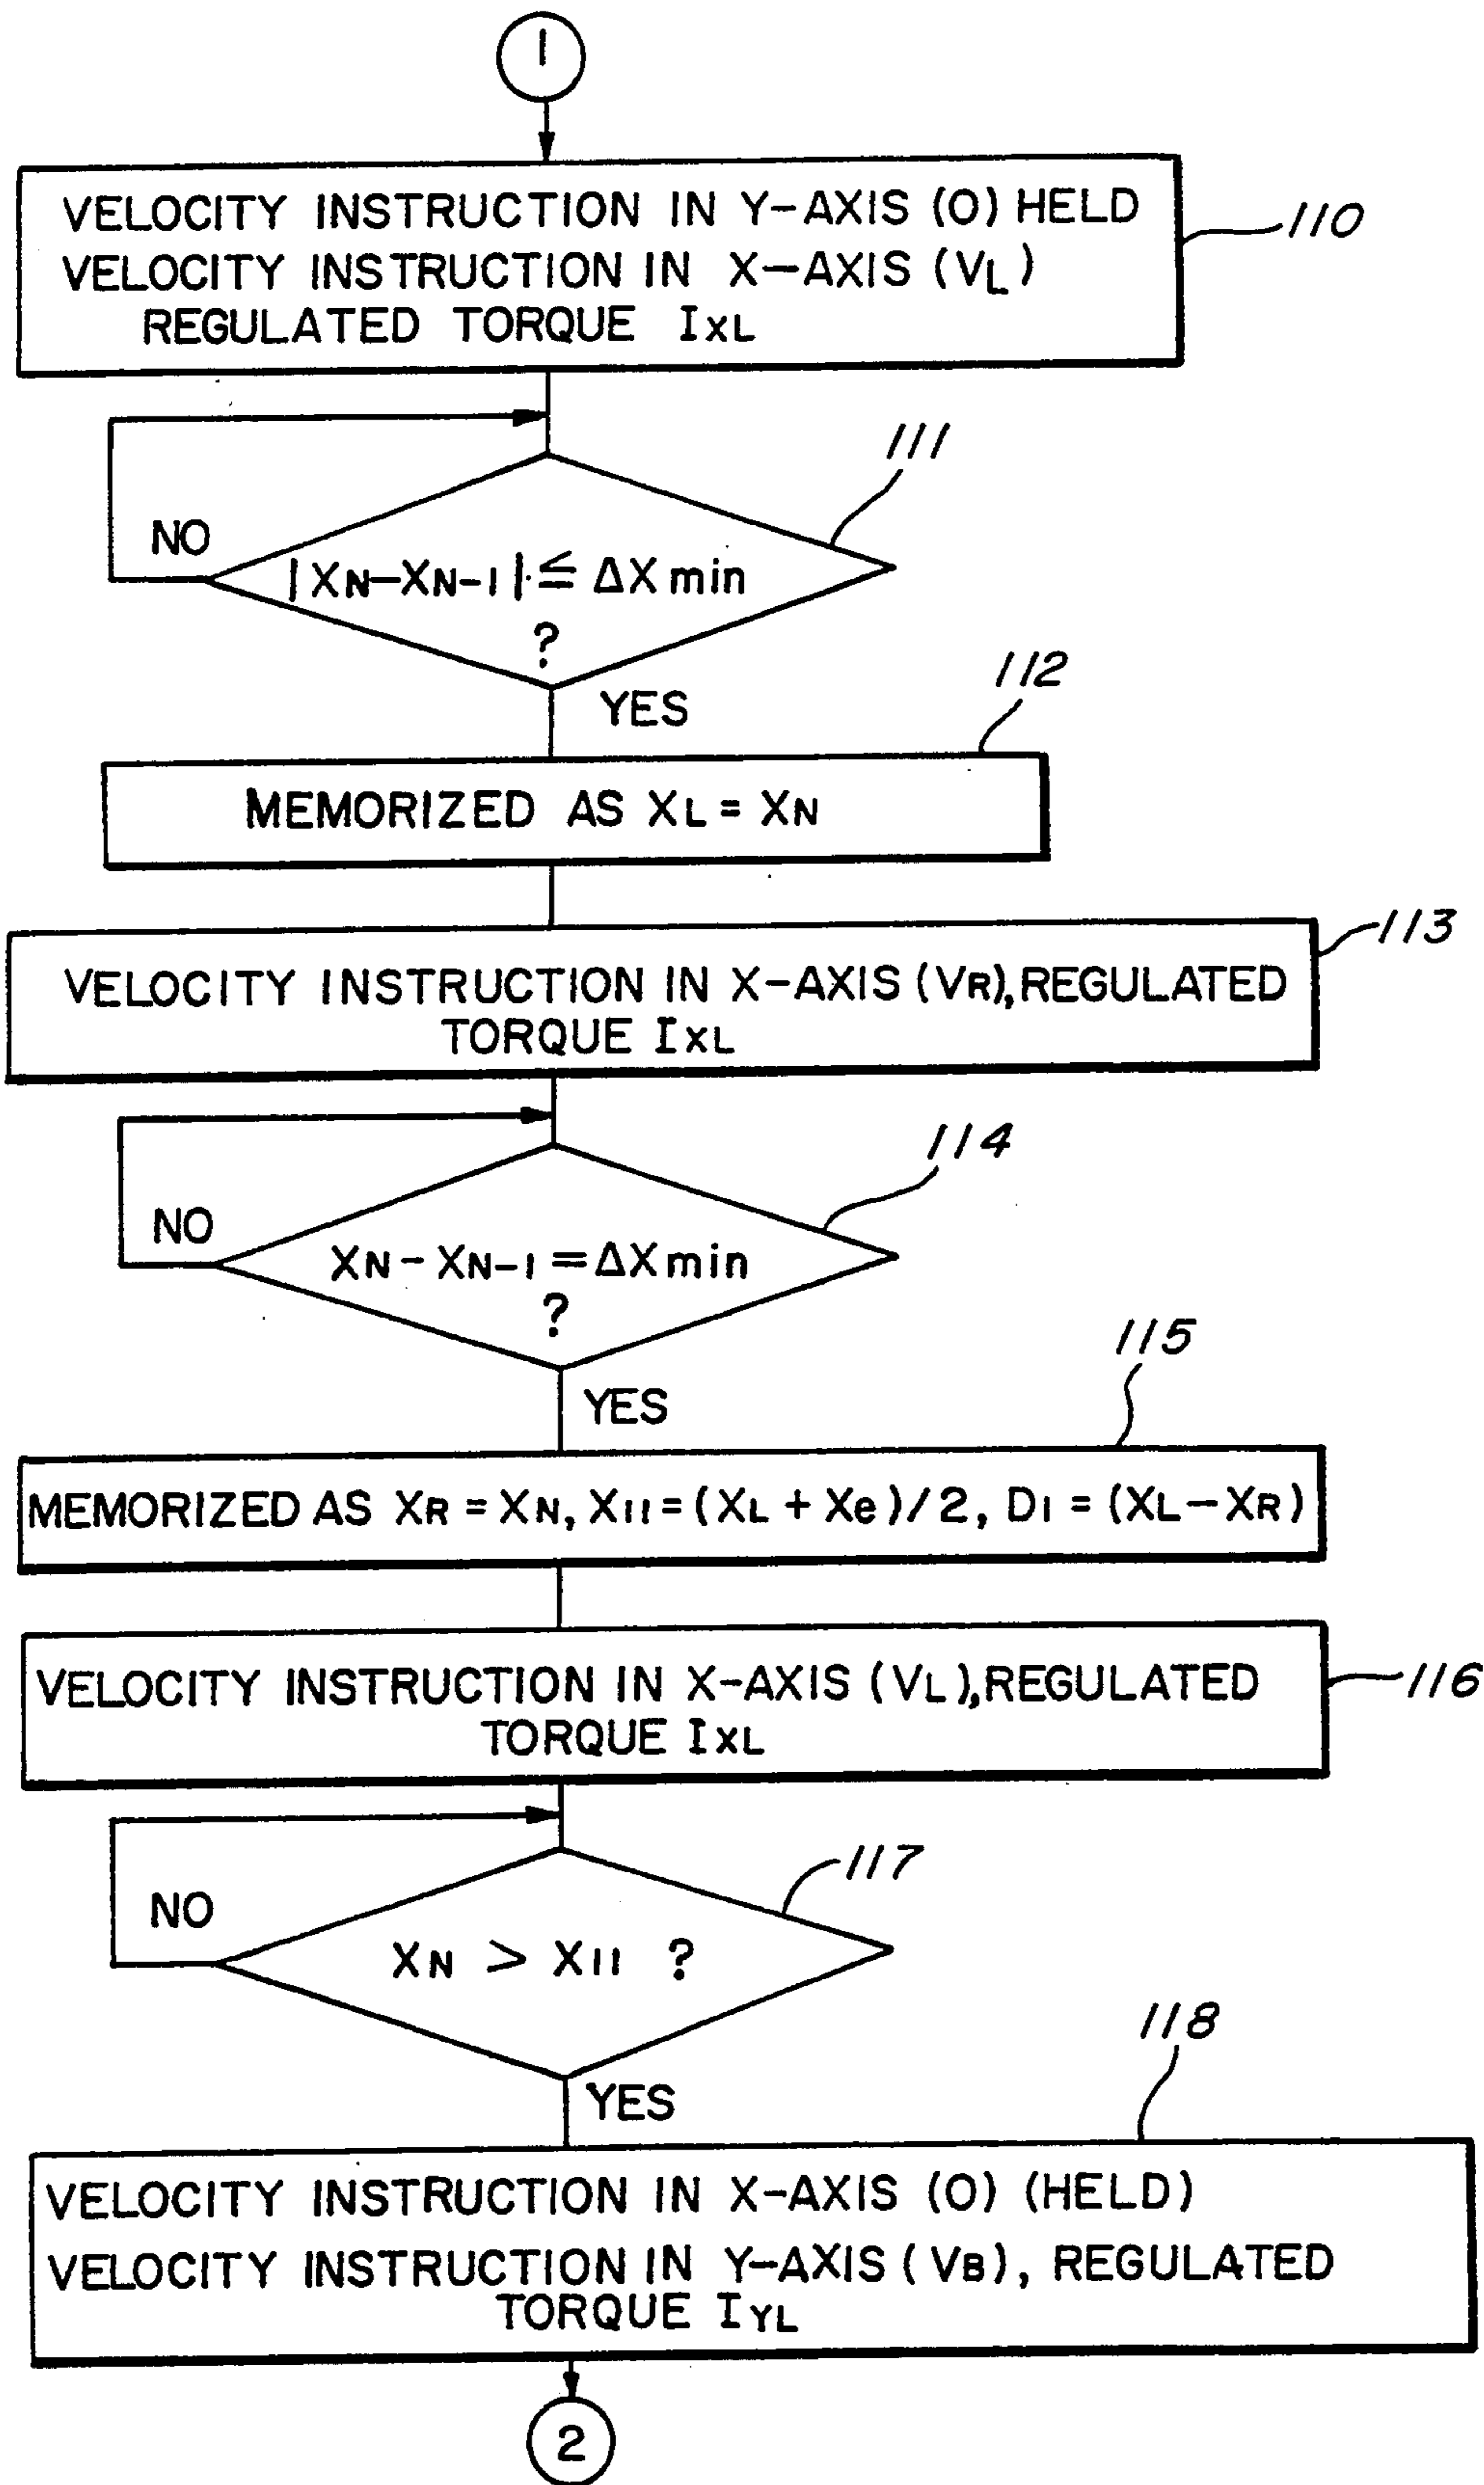 1
VELOCITY INSTRUCTION IN Y-AXIS (O) HELD
VELOCITY INSTRUCTION IN X-AXIS (VL)
REGULATED TORQUE IXL
110
111
NO
|XN-XN-1| ≦ ΔXmin
?
YES
112
MEMORIZED AS XL = XN
113
VELOCITY INSTRUCTION IN X-AXIS (VR), REGULATED
TORQUE IXL
114
NO
XN-XN-1 = ΔXmin
?
YES
115
MEMORIZED AS XR = XN, X11 = (XL + Xe)/2, D1 = (XL-XR)
VELOCITY INSTRUCTION IN X-AXIS (VL), REGULATED
TORQUE IXL
116
117
NO
XN > X11 ?
YES
118
VELOCITY INSTRUCTION IN X-AXIS (O) (HELD)
VELOCITY INSTRUCTION IN Y-AXIS (VB), REGULATED
TORQUE IYL
2